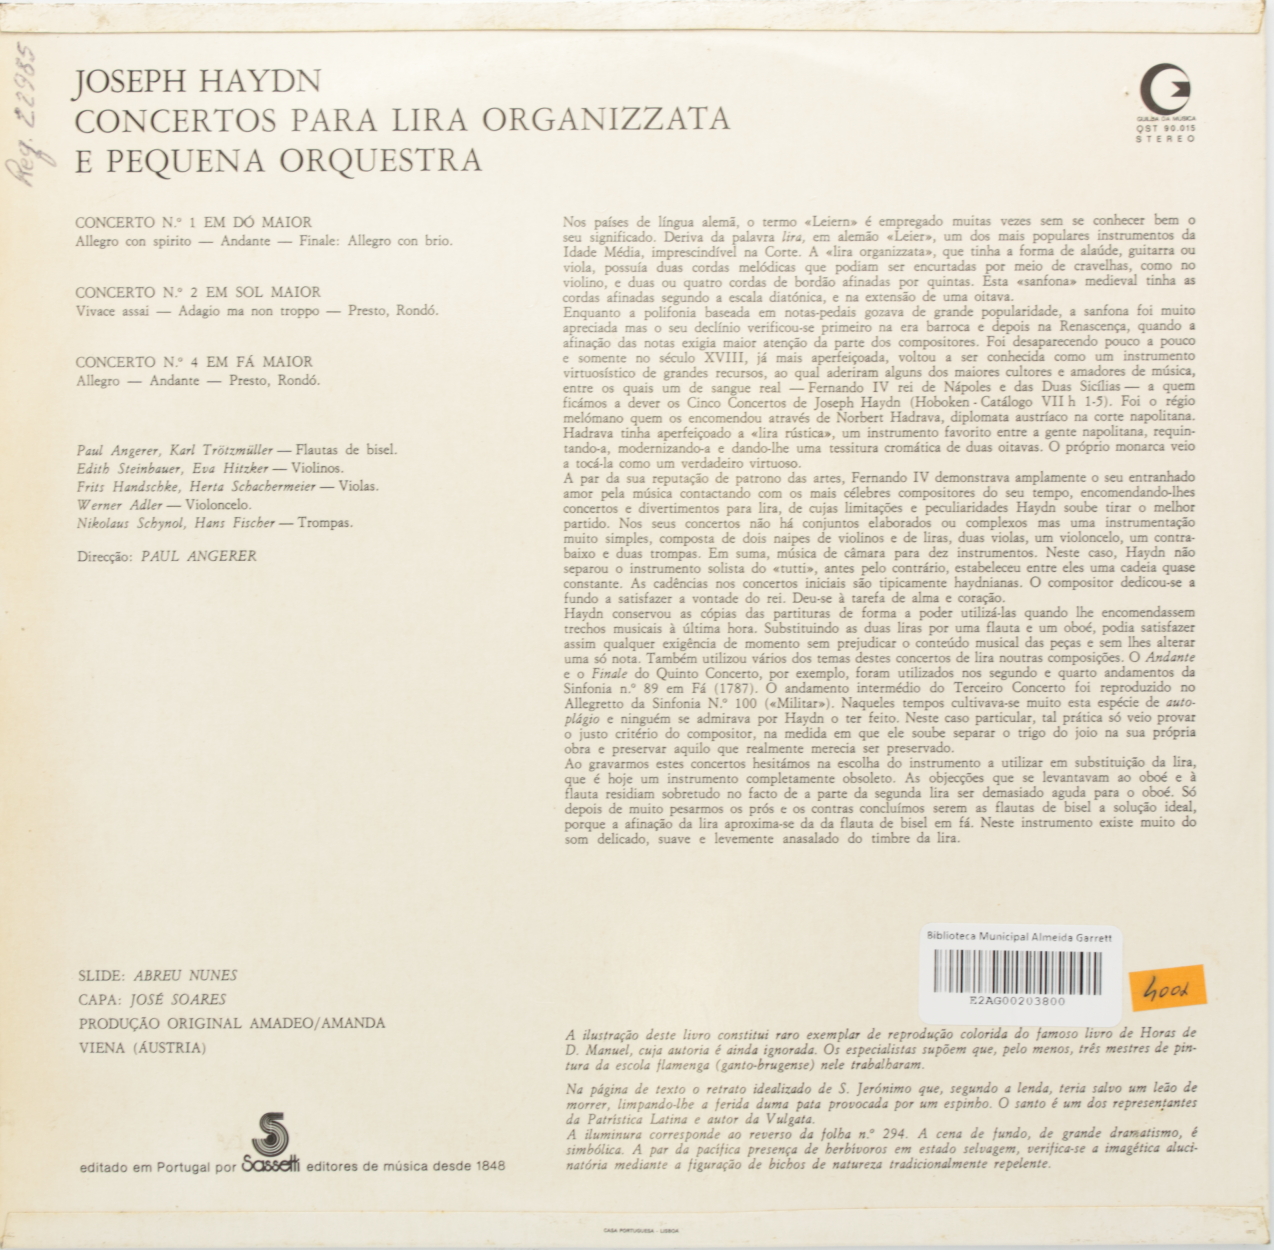 Reg. 22985
JOSEPH HAYDN
CONCERTOS PARA LIRA ORGANIZZATA
E PEQUENA ORQUESTRA
GUILDA DA MÚSICA
QST 90.015
STEREO
CONCERTO N.º 1 EM DÓ MAIOR
Allegro con spirito — Andante — Finale: Allegro con brio.
CONCERTO N.º 2 EM SOL MAIOR
Vivace assai — Adagio ma non troppo — Presto, Rondó.
CONCERTO N.º 4 EM FÁ MAIOR
Allegro — Andante — Presto, Rondó.
Paul Angerer, Karl Trötzmüller — Flautas de bisel.
Edith Steinbauer, Eva Hitzker — Violinos.
Frits Handschke, Herta Schachermeier — Violas.
Werner Adler — Violoncelo.
Nikolaus Schynol, Hans Fischer — Trompas.
Direcção: PAUL ANGERER
Nos países de língua alemã, o termo «Leiern» é empregado muitas vezes sem se conhecer bem o
seu significado. Deriva da palavra lira, em alemão «Leier», um dos mais populares instrumentos da
Idade Média, imprescindível na Corte. A «lira organizzata», que tinha a forma de alaúde, guitarra ou
viola, possuía duas cordas melódicas que podiam ser encurtadas por meio de cravelhas, como no
violino, e duas ou quatro cordas de bordão afinadas por quintas. Esta «sanfona» medieval tinha as
cordas afinadas segundo a escala diatónica, e na extensão de uma oitava.
Enquanto a polifonia baseada em notas-pedais gozava de grande popularidade, a sanfona foi muito
apreciada mas o seu declínio verificou-se primeiro na era barroca e depois na Renascença, quando a
afinação das notas exigia maior atenção da parte dos compositores. Foi desaparecendo pouco a pouco
e somente no século XVIII, já mais aperfeiçoada, voltou a ser conhecida como um instrumento
virtuosístico de grandes recursos, ao qual aderiram alguns dos maiores cultores e amadores de música,
entre os quais um de sangue real — Fernando IV rei de Nápoles e das Duas Sicílias — a quem
ficámos a dever os Cinco Concertos de Joseph Haydn (Hoboken - Catálogo VII h 1-5). Foi o régio
melómano quem os encomendou através de Norbert Hadrava, diplomata austríaco na corte napolitana.
Hadrava tinha aperfeiçoado a «lira rústica», um instrumento favorito entre a gente napolitana, requin-
tando-a, modernizando-a e dando-lhe uma tessitura cromática de duas oitavas. O próprio monarca veio
a tocá-la como um verdadeiro virtuoso.
A par da sua reputação de patrono das artes, Fernando IV demonstrava amplamente o seu entranhado
amor pela música contactando com os mais célebres compositores do seu tempo, encomendando-lhes
concertos e divertimentos para lira, de cujas limitações e peculiaridades Haydn soube tirar o melhor
partido. Nos seus concertos não há conjuntos elaborados ou complexos mas uma instrumentação
muito simples, composta de dois naipes de violinos e de liras, duas violas, um violoncelo, um contra-
baixo e duas trompas. Em suma, música de câmara para dez instrumentos. Neste caso, Haydn não
separou o instrumento solista do «tutti», antes pelo contrário, estabeleceu entre eles uma cadeia quase
constante. As cadências nos concertos iniciais são tipicamente haydnianas. O compositor dedicou-se a
fundo a satisfazer a vontade do rei. Deu-se à tarefa de alma e coração.
Haydn conservou as cópias das partituras de forma a poder utilizá-las quando lhe encomendassem
trechos musicais à última hora. Substituindo as duas liras por uma flauta e um oboé, podia satisfazer
assim qualquer exigência de momento sem prejudicar o conteúdo musical das peças e sem lhes alterar
uma só nota. Também utilizou vários dos temas destes concertos de lira noutras composições. O Andante
e o Finale do Quinto Concerto, por exemplo, foram utilizados nos segundo e quarto andamentos da
Sinfonia n.º 89 em Fá (1787). O andamento intermédio do Terceiro Concerto foi reproduzido no
Allegretto da Sinfonia N.º 100 («Militar»). Naqueles tempos cultivava-se muito esta espécie de auto-
plágio e ninguém se admirava por Haydn o ter feito. Neste caso particular, tal prática só veio provar
o justo critério do compositor, na medida em que ele soube separar o trigo do joio na sua própria
obra e preservar aquilo que realmente merecia ser preservado.
Ao gravarmos estes concertos hesitámos na escolha do instrumento a utilizar em substituição da lira,
que é hoje um instrumento completamente obsoleto. As objecções que se levantavam ao oboé e à
flauta residiam sobretudo no facto de a parte da segunda lira ser demasiado aguda para o oboé. Só
depois de muito pesarmos os prós e os contras concluímos serem as flautas de bisel a solução ideal,
porque a afinação da lira aproxima-se da da flauta de bisel em fá. Neste instrumento existe muito do
som delicado, suave e levemente anasalado do timbre da lira.
Biblioteca Municipal Almeida Garrett
E2AG00203800
4002
SLIDE: ABREU NUNES
CAPA: JOSÉ SOARES
PRODUÇÃO ORIGINAL AMADEO/AMANDA
VIENA (ÁUSTRIA)
A ilustração deste livro constitui raro exemplar de reprodução colorida do famoso livro de Horas de
D. Manuel, cuja autoria é ainda ignorada. Os especialistas supõem que, pelo menos, três mestres de pin-
tura da escola flamenga (ganto-brugense) nele trabalharam.
Na página de texto o retrato idealizado de S. Jerónimo que, segundo a lenda, teria salvo um leão de
morrer, limpando-lhe a ferida duma pata provocada por um espinho. O santo é um dos representantes
da Patrística Latina e autor da Vulgata.
A iluminura corresponde ao reverso da folha n.º 294. A cena de fundo, de grande dramatismo, é
simbólica. A par da pacífica presença de herbívoros em estado selvagem, verifica-se a imagética aluci-
natória mediante a figuração de bichos de natureza tradicionalmente repelente.
editado em Portugal por Sassetti editores de música desde 1848
CASA PORTUGUESA - LISBOA